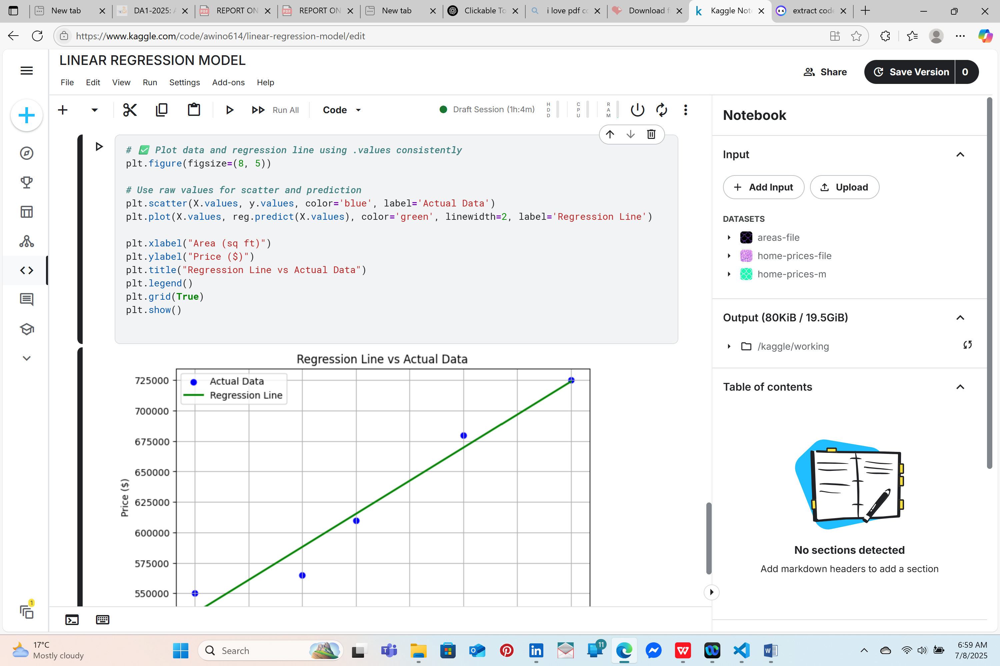 New tab
DA1-2025: A
REPORT ON
REPORT ON
New tab
Clickable To
i love pdf co
Download f
Kaggle Note
extract code
https://www.kaggle.com/code/awino614/linear-regression-model/edit
LINEAR REGRESSION MODEL
File Edit View Run Settings Add-ons Help
Share
Save Version 0
Run All
Code
Draft Session (1h:4m)
HDD
CPU
RAM
# ✅ Plot data and regression line using .values consistently
plt.figure(figsize=(8, 5))
# Use raw values for scatter and prediction
plt.scatter(X.values, y.values, color='blue', label='Actual Data')
plt.plot(X.values, reg.predict(X.values), color='green', linewidth=2, label='Regression Line')
plt.xlabel("Area (sq ft)")
plt.ylabel("Price ($)")
plt.title("Regression Line vs Actual Data")
plt.legend()
plt.grid(True)
plt.show()
Regression Line vs Actual Data
Actual Data
Regression Line
725000
700000
675000
650000
625000
600000
575000
550000
Price ($)
Notebook
Input
+ Add Input
Upload
DATASETS
areas-file
home-prices-file
home-prices-m
Output (80KiB / 19.5GiB)
/kaggle/working
Table of contents
No sections detected
Add markdown headers to add a section
1
17°C
Mostly cloudy
Search
11
6:59 AM
7/8/2025